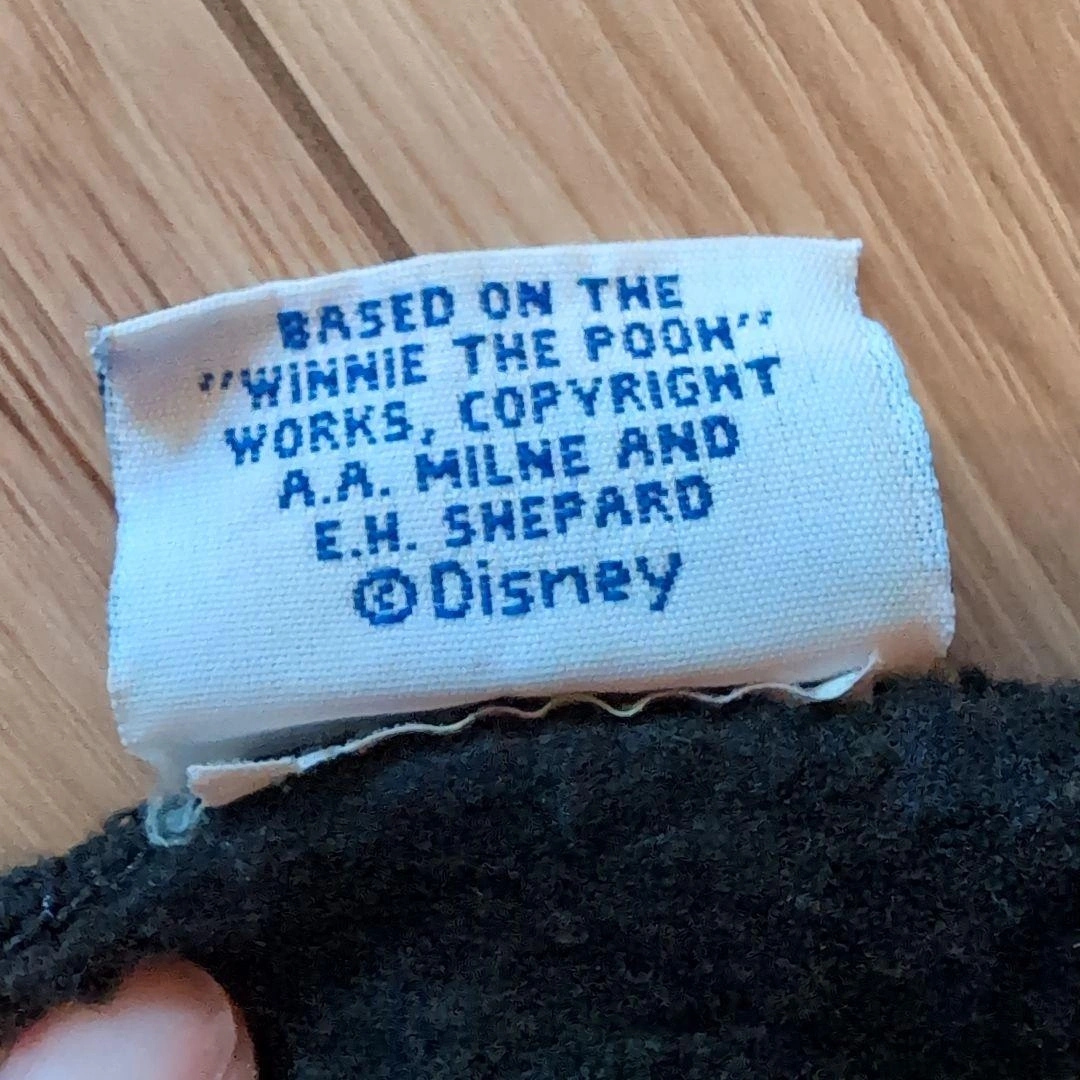 BASED ON THE
"WINNIE THE POOH"
WORKS, COPYRIGHT
A.A. MILNE AND
E.H. SHEPARD
©Disney